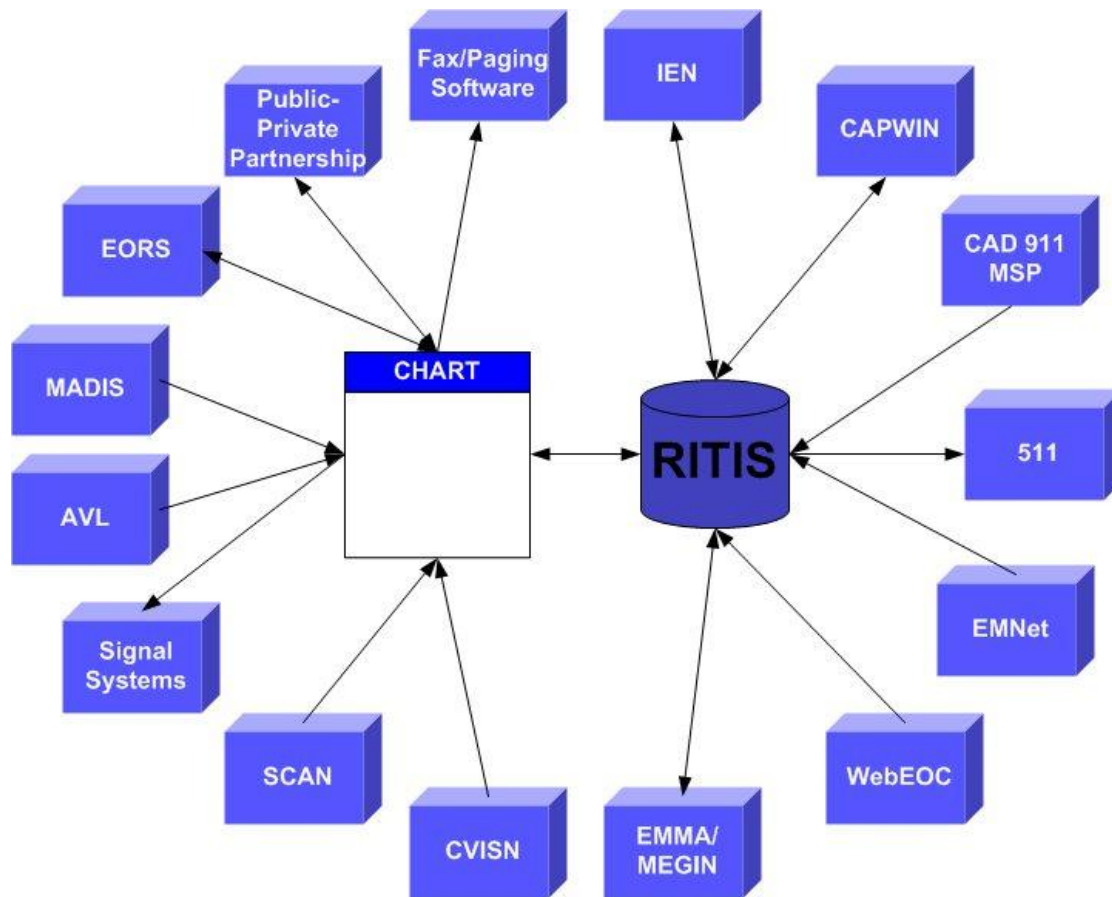 Fax/Paging
Software
IEN
Public-
Private
Partnership
CAPWIN
EORS
CAD 911
MSP
CHART
MADIS
RITIS
511
AVL
EMNet
Signal
Systems
SCAN
WebEOC
CVISN
EMMA/
MEGIN